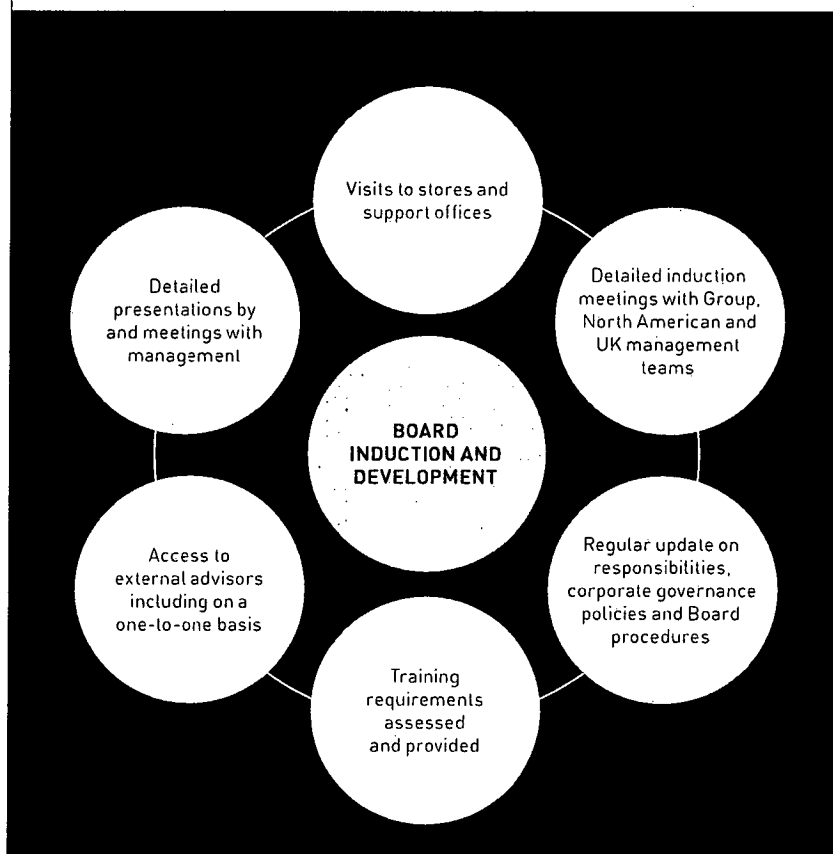 Visits to stores and
support offices
Detailed induction
meetings with Group,
North American and
UK management
teams
Regular update on
responsibilities,
corporate governance
policies and Board
procedures
Training
requirements
assessed
and provided
Access to
external advisors
including on a
one-to-one basis
Detailed
presentations by
and meetings with
management
BOARD
INDUCTION AND
DEVELOPMENT